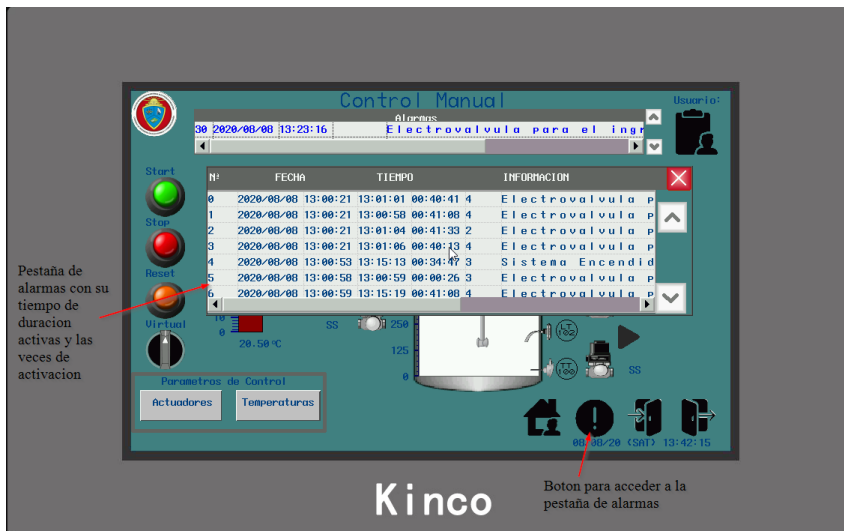 Control Manual
Usuario:
Alarmas
30 2020/08/08 13:23:16 Electrovalvula para el ingr
Start
Nº FECHA TIEMPO INFORMACION
0 2020/08/08 13:00:21 13:01:01 00:40:41 4 Electrovalvula p
1 2020/08/08 13:00:21 13:00:58 00:41:08 4 Electrovalvula p
Stop
2 2020/08/08 13:00:21 13:01:04 00:41:33 2 Electrovalvula p
3 2020/08/08 13:00:21 13:01:06 00:40:13 4 Electrovalvula p
4 2020/08/08 13:00:53 13:15:13 00:34:47 3 Sistema Encendid
Reset
5 2020/08/08 13:00:58 13:00:59 00:00:26 3 Electrovalvula p
6 2020/08/08 13:00:59 13:15:19 00:41:08 4 Electrovalvula p
Pestaña de
alarmas con su
tiempo de
duracion
activas y las
veces de
activacion
Virtual
10
0
20.50 ºC
SS
250
125
0
LT
102
TT
100
SS
Parametros de Control
Actuadores Temperaturas
08/08/20 (SAT) 13:42:15
Boton para acceder a la
pestaña de alarmas
Kinco